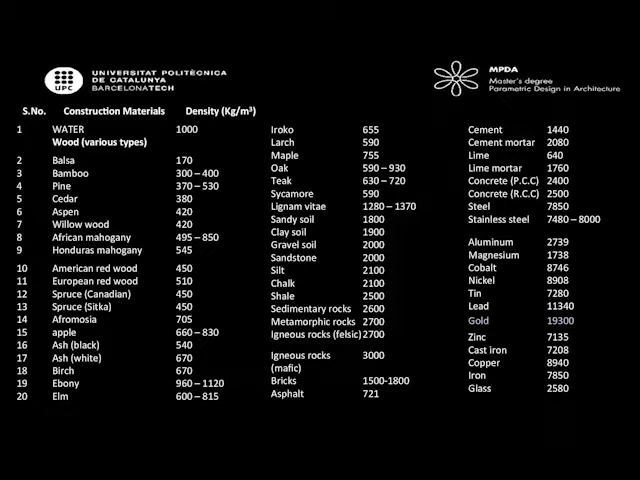 UNIVERSITAT POLITÈCNICA
DE CATALUNYA
BARCELONATECH
UPC
MPDA
Master's degree
Parametric Design in Architecture
S.No. Construction Materials Density (Kg/m³)
1 WATER 1000
Wood (various types)
2 Balsa 170
3 Bamboo 300 – 400
4 Pine 370 – 530
5 Cedar 380
6 Aspen 420
7 Willow wood 420
8 African mahogany 495 – 850
9 Honduras mahogany 545
10 American red wood 450
11 European red wood 510
12 Spruce (Canadian) 450
13 Spruce (Sitka) 450
14 Afromosia 705
15 apple 660 – 830
16 Ash (black) 540
17 Ash (white) 670
18 Birch 670
19 Ebony 960 – 1120
20 Elm 600 – 815
Iroko 655
Larch 590
Maple 755
Oak 590 – 930
Teak 630 – 720
Sycamore 590
Lignam vitae 1280 – 1370
Sandy soil 1800
Clay soil 1900
Gravel soil 2000
Sandstone 2000
Silt 2100
Chalk 2100
Shale 2500
Sedimentary rocks 2600
Metamorphic rocks 2700
Igneous rocks (felsic) 2700
Igneous rocks 3000
(mafic)
Bricks 1500-1800
Asphalt 721
Cement 1440
Cement mortar 2080
Lime 640
Lime mortar 1760
Concrete (P.C.C) 2400
Concrete (R.C.C) 2500
Steel 7850
Stainless steel 7480 – 8000
Aluminum 2739
Magnesium 1738
Cobalt 8746
Nickel 8908
Tin 7280
Lead 11340
Gold 19300
Zinc 7135
Cast iron 7208
Copper 8940
Iron 7850
Glass 2580